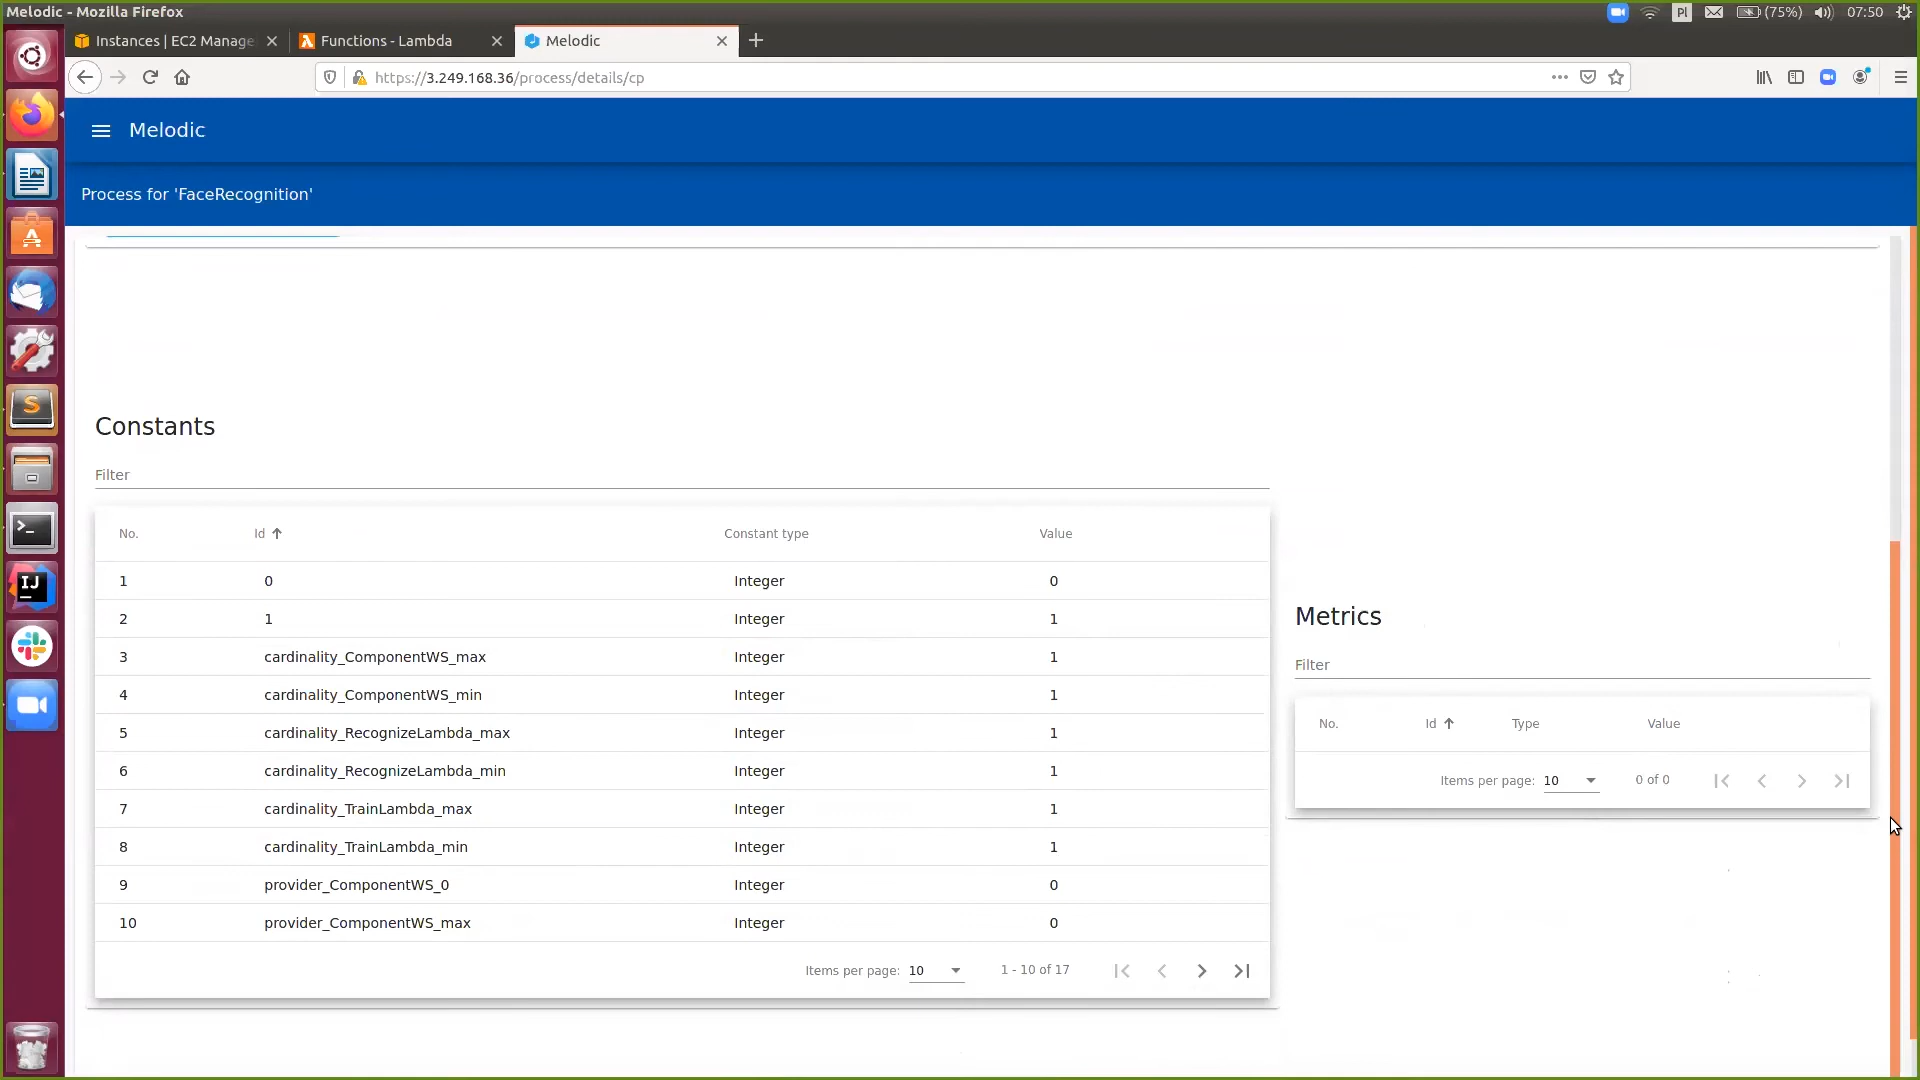 Melodic - Mozilla Firefox
Pl
(75%)
07:50
Instances | EC2 Manage
Functions - Lambda
Melodic
https://3.249.168.36/process/details/cp
Melodic
Process for 'FaceRecognition'
Constants
Filter
No. Id Constant type Value
1 0 Integer 0
2 1 Integer 1
3 cardinality_ComponentWS_max Integer 1
4 cardinality_ComponentWS_min Integer 1
5 cardinality_RecognizeLambda_max Integer 1
6 cardinality_RecognizeLambda_min Integer 1
7 cardinality_TrainLambda_max Integer 1
8 cardinality_TrainLambda_min Integer 1
9 provider_ComponentWS_0 Integer 0
10 provider_ComponentWS_max Integer 0
Items per page: 10 1 - 10 of 17
Metrics
Filter
No. Id Type Value
Items per page: 10 0 of 0